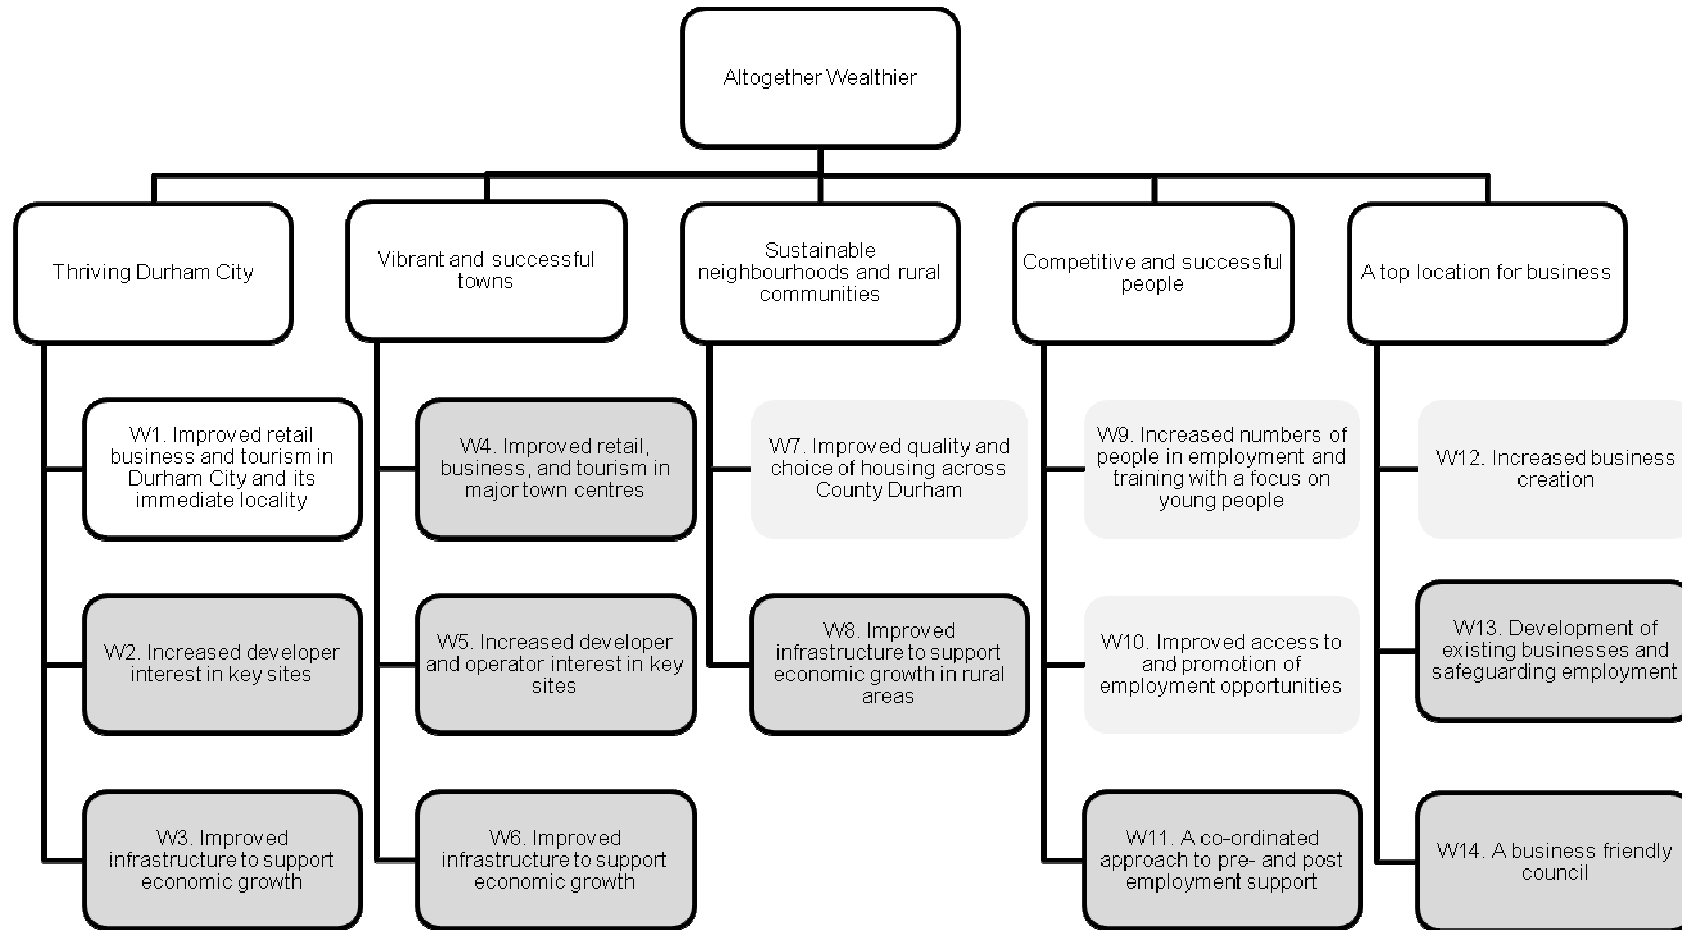 Altogether Wealthier
Thriving Durham City
Vibrant and successful
towns
Sustainable
neighbourhoods and rural
communities
Competitive and successful
people
A top location for business
W1. Improved retail
business and tourism in
Durham City and its
immediate locality
W2. Increased developer
interest in key sites
W3. Improved
infrastructure to support
economic growth
W4. Improved retail,
business, and tourism in
major town centres
W5. Increased developer
and operator interest in key
sites
W6. Improved
infrastructure to support
economic growth
W7. Improved quality and
choice of housing across
County Durham
W8. Improved
infrastructure to support
economic growth in rural
areas
W9. Increased numbers of
people in employment and
training with a focus on
young people
W10. Improved access to
and promotion of
employment opportunities
W11. A co-ordinated
approach to pre- and post
employment support
W12. Increased business
creation
W13. Development of
existing businesses and
safeguarding employment
W14. A business friendly
council